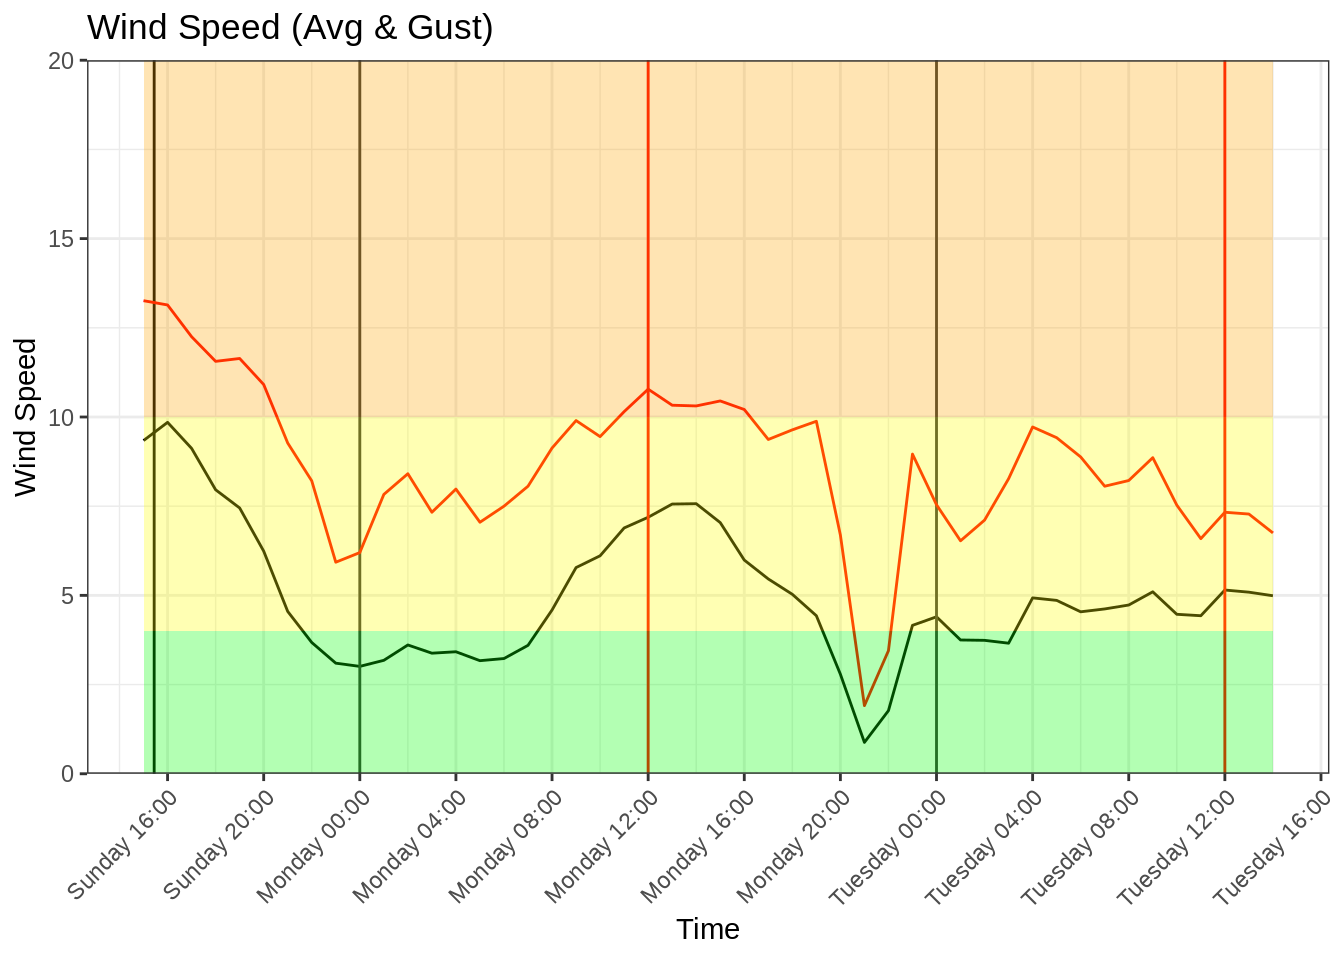 Wind Speed (Avg & Gust)
20
15
10
5
0
Wind Speed
Sunday 16:00
Sunday 20:00
Monday 00:00
Monday 04:00
Monday 08:00
Monday 12:00
Monday 16:00
Monday 20:00
Tuesday 00:00
Tuesday 04:00
Tuesday 08:00
Tuesday 12:00
Tuesday 16:00
Time